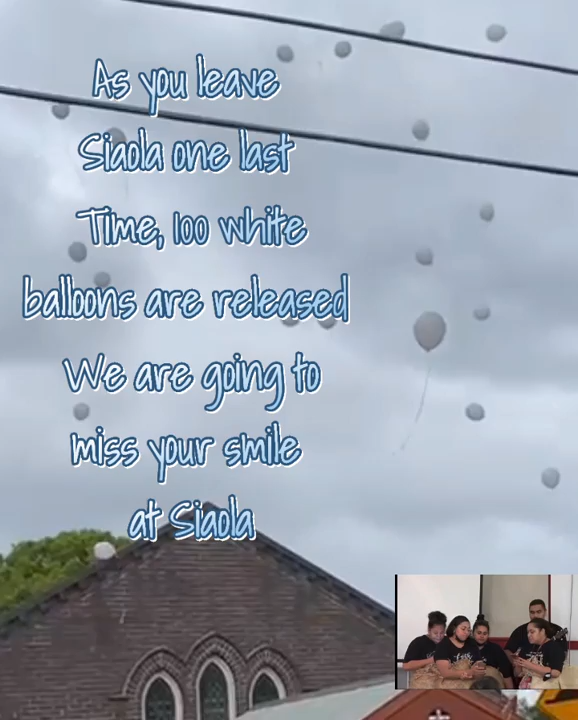 As you leave
Siaola one last
Time, 100 white
balloons are released
We are going to
miss your smile
at Siaola